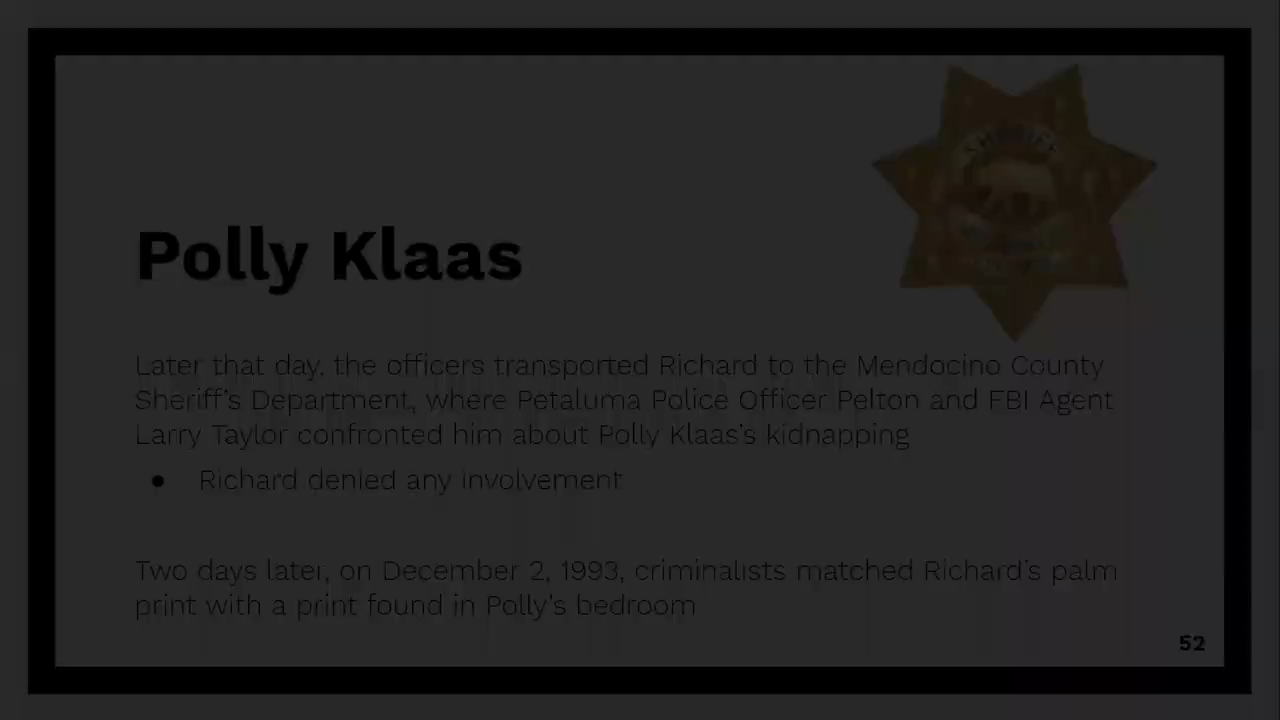 SHERIFF
Polly Klaas
Later that day, the officers transported Richard to the Mendocino County
Sheriff's Department, where Petaluma Police Officer Pelton and FBI Agent
Larry Taylor confronted him about Polly Klaas's kidnapping
● Richard denied any involvement
Two days later, on December 2, 1993, criminalists matched Richard's palm
print with a print found in Polly's bedroom
52